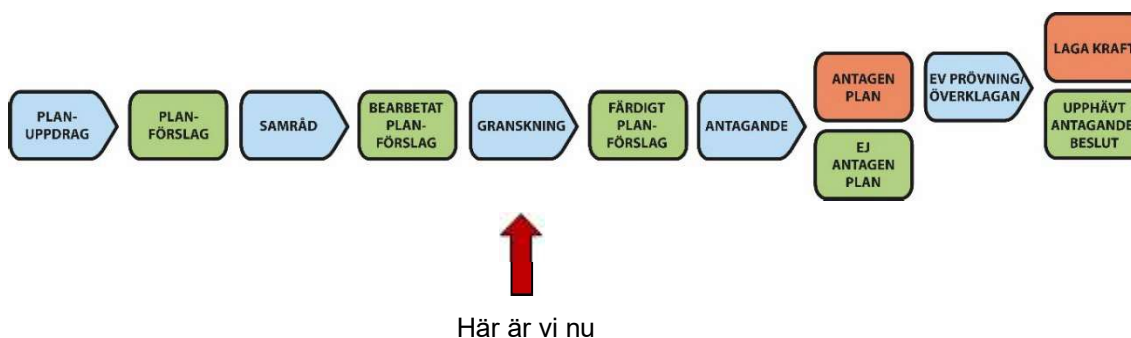 PLAN-
UPPDRAG
PLAN-
FÖRSLAG
SAMRÅD
BEARBETAT
PLAN-
FÖRSLAG
GRANSKNING
FÄRDIGT
PLAN-
FÖRSLAG
ANTAGANDE
ANTAGEN
PLAN
EJ
ANTAGEN
PLAN
EV PRÖVNING/
ÖVERKLAGAN
LAGA KRAFT
UPPHÄVT
ANTAGANDE
BESLUT
Här är vi nu